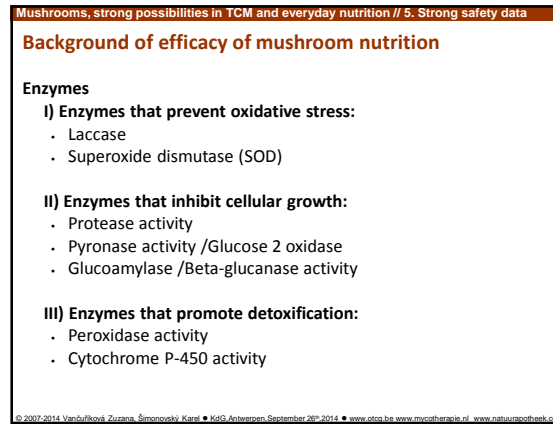 Mushrooms, strong possibilities in TCM and everyday nutrition // 5. Strong safety data
Background of efficacy of mushroom nutrition
Enzymes
I) Enzymes that prevent oxidative stress:
• Laccase
• Superoxide dismutase (SOD)
II) Enzymes that inhibit cellular growth:
• Protease activity
• Pyronase activity /Glucose 2 oxidase
• Glucoamylase /Beta-glucanase activity
III) Enzymes that promote detoxification:
• Peroxidase activity
• Cytochrome P-450 activity
© 2007-2014 Vančuříková Zuzana, Šimonovský Karel ● KdG,Antwerpen,September 26th,2014 ● www.otcg.be www.mycotherapie.nl www.natuurapotheek.c